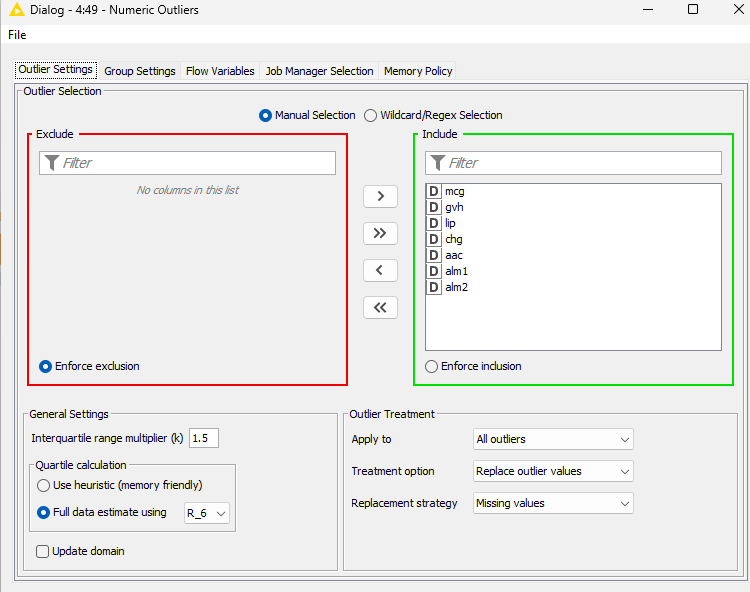 Dialog - 4:49 - Numeric Outliers
File
Outlier Settings Group Settings Flow Variables Job Manager Selection Memory Policy
Outlier Selection
Manual Selection Wildcard/Regex Selection
Exclude
Filter
No columns in this list
Enforce exclusion
>
>>
<
<<
Include
Filter
D mcg
D gvh
D lip
D chg
D aac
D alm1
D alm2
Enforce inclusion
General Settings
Interquartile range multiplier (k) 1.5
Quartile calculation
Use heuristic (memory friendly)
Full data estimate using R_6
Update domain
Outlier Treatment
Apply to All outliers
Treatment option Replace outlier values
Replacement strategy Missing values